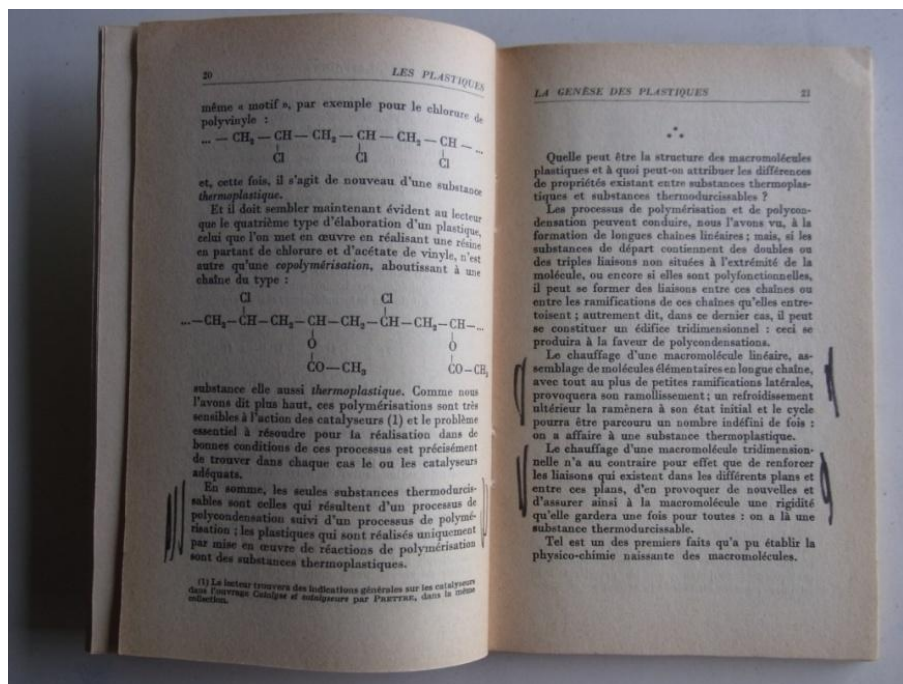 20 LES PLASTIQUES
même « motif », par exemple pour le chlorure de
polyvinyle :
... — CH₂ — CH — CH₂ — CH — CH₂ — CH — ...
Cl Cl Cl
et, cette fois, il s'agit de nouveau d'une substance
thermoplastique.
Et il doit sembler maintenant évident au lecteur
que le quatrième type d'élaboration d'un plastique,
celui que l'on met en œuvre en réalisant une résine
en partant de chlorure et d'acétate de vinyle, n'est
autre qu'une copolymérisation, aboutissant à une
chaîne du type :
Cl Cl
...—CH₂—CH—CH₂—CH—CH₂—CH—CH₂—CH—...
O O
CO—CH₃ CO—CH₃
substance elle aussi thermoplastique. Comme nous
l'avons dit plus haut, ces polymérisations sont très
sensibles à l'action des catalyseurs (1) et le problème
essentiel à résoudre pour la réalisation dans de
bonnes conditions de ces processus est précisément
de trouver dans chaque cas le ou les catalyseurs
adéquats.
En somme, les seules substances thermodurcis-
sables sont celles qui résultent d'un processus de
polycondensation suivi d'un processus de polymé-
risation ; les plastiques qui sont réalisés uniquement
par mise en œuvre de réactions de polymérisation
sont des substances thermoplastiques.
(1) Le lecteur trouvera des indications générales sur les catalyseurs
dans l'ouvrage Catalyse et catalyseurs par PRETTRE, dans la même
collection.
LA GENÈSE DES PLASTIQUES 21
Quelle peut être la structure des macromolécules
plastiques et à quoi peut-on attribuer les différences
de propriétés existant entre substances thermoplas-
tiques et substances thermodurcissables ?
Les processus de polymérisation et de polycon-
densation peuvent conduire, nous l'avons vu, à la
formation de longues chaînes linéaires ; mais, si les
substances de départ contiennent des doubles ou
des triples liaisons non situées à l'extrémité de la
molécule, ou encore si elles sont polyfonctionnelles,
il peut se former des liaisons entre ces chaînes ou
entre les ramifications de ces chaînes qu'elles entre-
toisent ; autrement dit, dans ce dernier cas, il peut
se constituer un édifice tridimensionnel : ceci se
produira à la faveur de polycondensations.
Le chauffage d'une macromolécule linéaire, as-
semblage de molécules élémentaires en longue chaîne,
avec tout au plus de petites ramifications latérales,
provoquera son ramollissement ; un refroidissement
ultérieur la ramènera à son état initial et le cycle
pourra être parcouru un nombre indéfini de fois :
on a affaire à une substance thermoplastique.
Le chauffage d'une macromolécule tridimension-
nelle n'a au contraire pour effet que de renforcer
les liaisons qui existent dans les différents plans et
entre ces plans, d'en provoquer de nouvelles et
d'assurer ainsi à la macromolécule une rigidité
qu'elle gardera une fois pour toutes : on a là une
substance thermodurcissable.
Tel est un des premiers faits qu'a pu établir la
physico-chimie naissante des macromolécules.